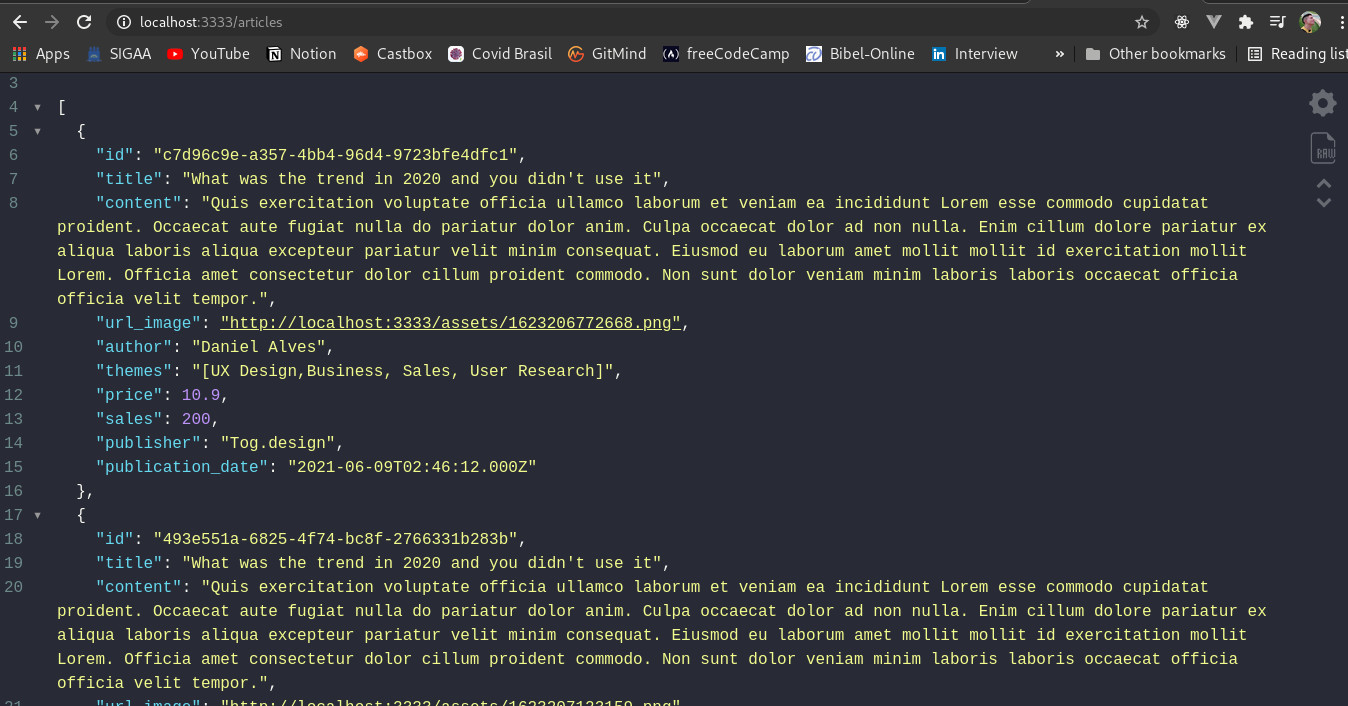 localhost:3333/articles
Apps SIGAA YouTube Notion Castbox Covid Brasil GitMind freeCodeCamp Bibel-Online Interview » Other bookmarks Reading list
3
4 [
5 {
6 "id": "c7d96c9e-a357-4bb4-96d4-9723bfe4dfc1",
7 "title": "What was the trend in 2020 and you didn't use it",
8 "content": "Quis exercitation voluptate officia ullamco laborum et veniam ea incididunt Lorem esse commodo cupidatat
proident. Occaecat aute fugiat nulla do pariatur dolor anim. Culpa occaecat dolor ad non nulla. Enim cillum dolore pariatur ex
aliqua laboris aliqua excepteur pariatur velit minim consequat. Eiusmod eu laborum amet mollit mollit id exercitation mollit
Lorem. Officia amet consectetur dolor cillum proident commodo. Non sunt dolor veniam minim laboris laboris occaecat officia
officia velit tempor.",
9 "url_image": "http://localhost:3333/assets/1623206772668.png",
10 "author": "Daniel Alves",
11 "themes": "[UX Design,Business, Sales, User Research]",
12 "price": 10.9,
13 "sales": 200,
14 "publisher": "Tog.design",
15 "publication_date": "2021-06-09T02:46:12.000Z"
16 },
17 {
18 "id": "493e551a-6825-4f74-bc8f-2766331b283b",
19 "title": "What was the trend in 2020 and you didn't use it",
20 "content": "Quis exercitation voluptate officia ullamco laborum et veniam ea incididunt Lorem esse commodo cupidatat
proident. Occaecat aute fugiat nulla do pariatur dolor anim. Culpa occaecat dolor ad non nulla. Enim cillum dolore pariatur ex
aliqua laboris aliqua excepteur pariatur velit minim consequat. Eiusmod eu laborum amet mollit mollit id exercitation mollit
Lorem. Officia amet consectetur dolor cillum proident commodo. Non sunt dolor veniam minim laboris laboris occaecat officia
officia velit tempor.",
21 "url_image": "http://localhost:3333/assets/1623207123159.png"
RAW